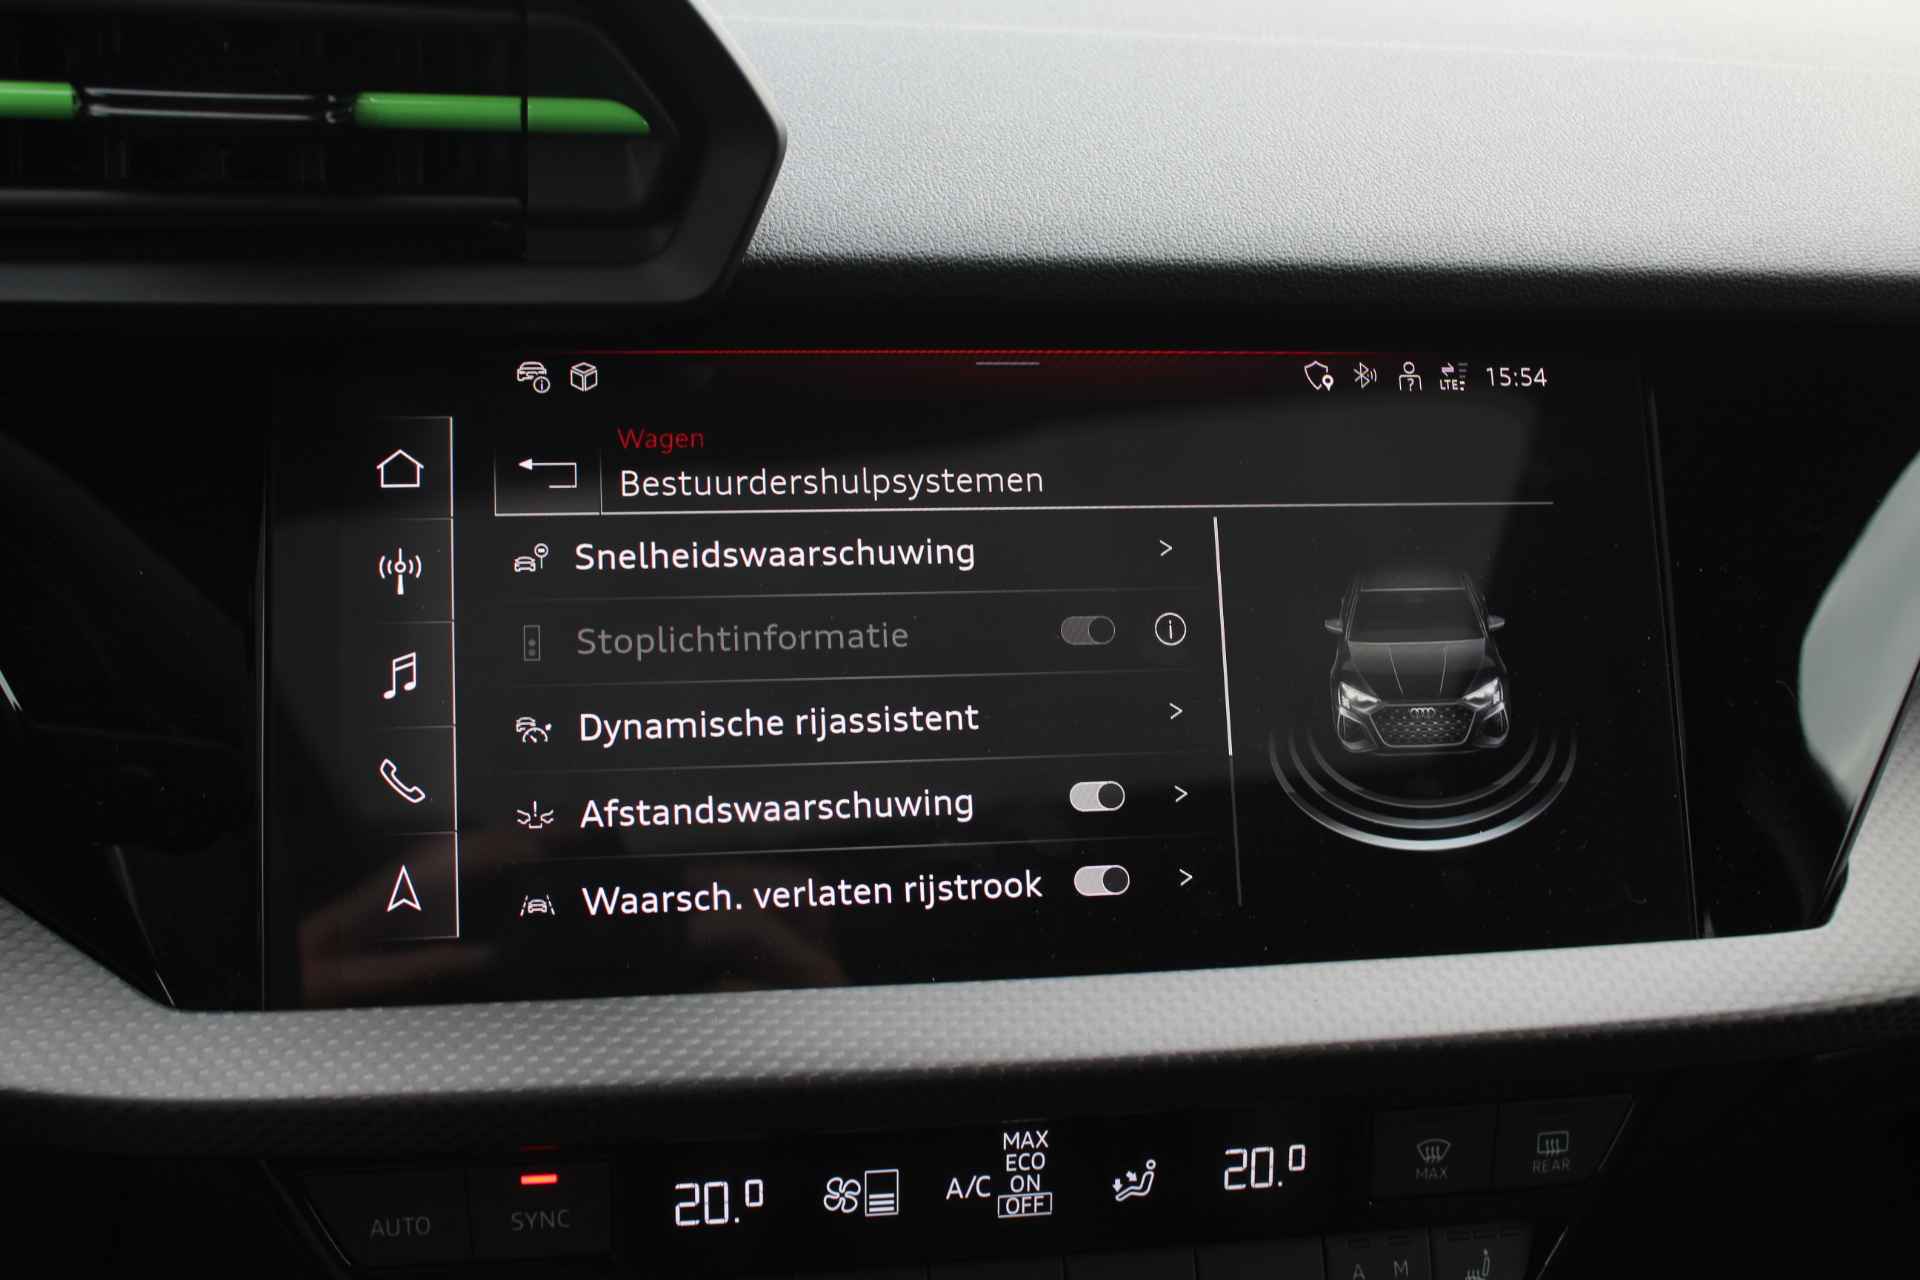 LTE 15:54
Wagen
Bestuurdershulpsystemen
Snelheidswaarschuwing
Stoplichtinformatie
Dynamische rijassistent
Afstandswaarschuwing
Waarsch. verlaten rijstrook
AUTO
SYNC
20.0
A/C
MAX
ECO
ON
OFF
20.0
MAX
REAR
A M